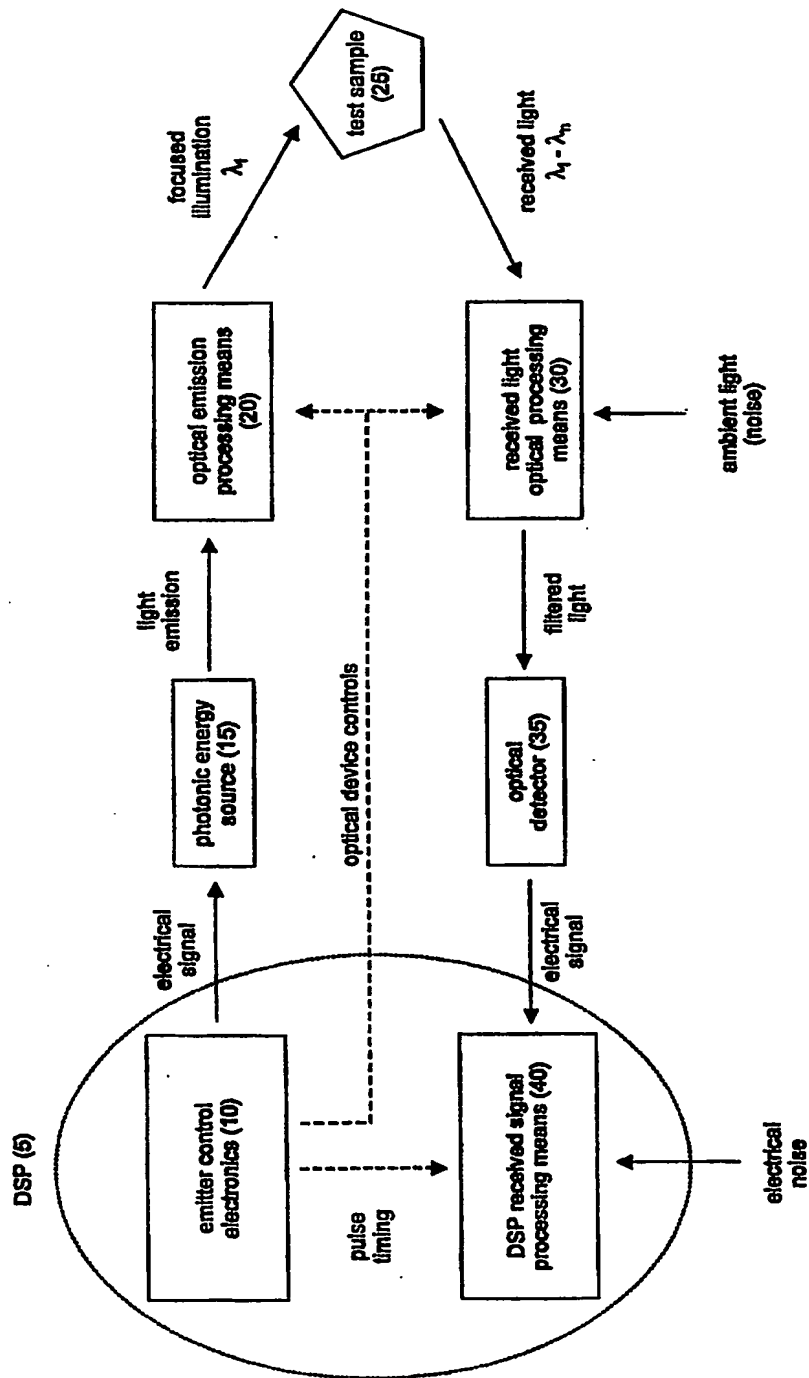 DSP (5)
emitter control
electronics (10)
electrical
signal
photonic energy
source (15)
light
emission
optical emission
processing means
(20)
focused
illumination
λ₁
test sample
(25)
pulse
timing
optical device controls
DSP received signal
processing means (40)
electrical
signal
optical
detector (35)
filtered
light
received light
optical processing
means (30)
received light
λ₁ - λₙ
electrical
noise
ambient light
(noise)